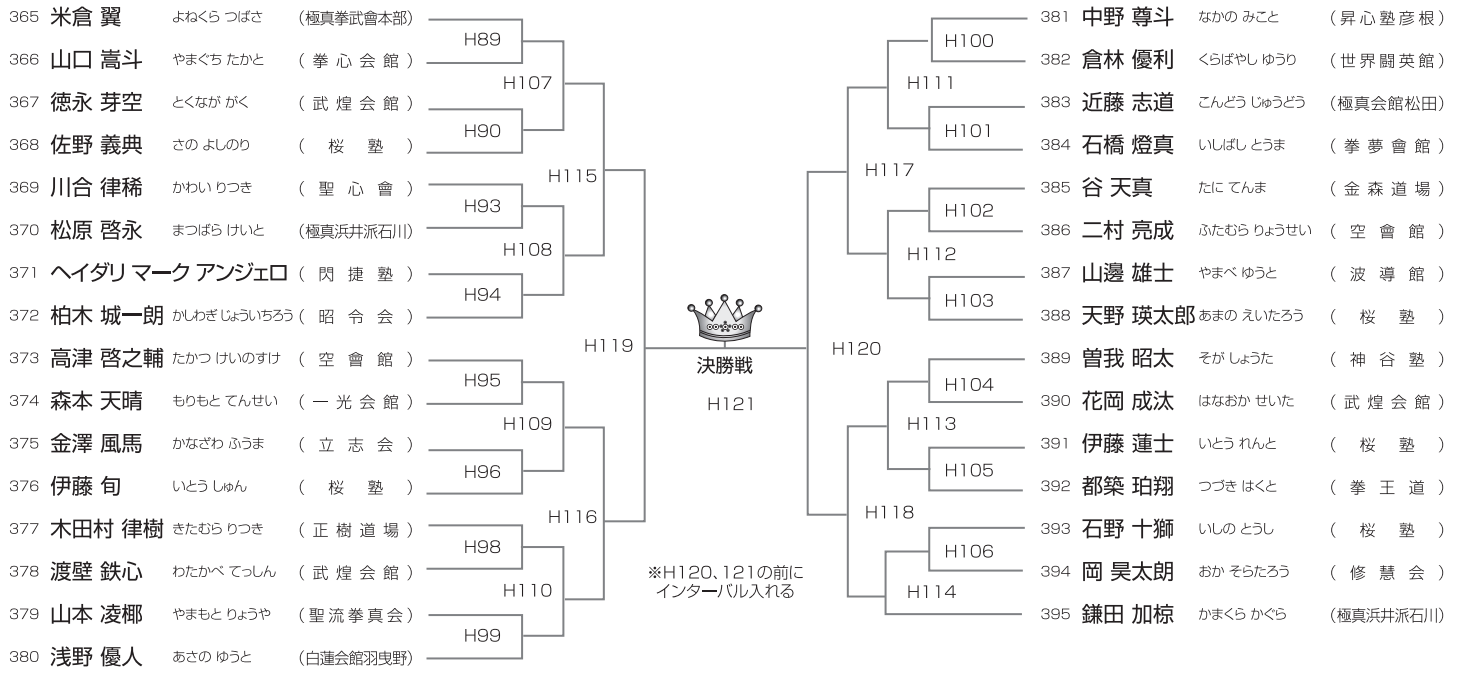 365 米倉 翼 よねくら つばさ (極真拳武會本部)
366 山口 嵩斗 やまぐち たかと (拳心会館)
367 徳永 芽空 とくなが がく (武煌会館)
368 佐野 義典 さの よしのり (桜塾)
369 川合 律稀 かわい りつき (聖心會)
370 松原 啓永 まつばら けいと (極真浜井派石川)
371 ヘイダリ マーク アンジェロ (閃捷塾)
372 柏木 城一朗 かしわぎ じょういちろう (昭令会)
373 高津 啓之輔 たかつ けいのすけ (空會館)
374 森本 天晴 もりもと てんせい (一光会館)
375 金澤 風馬 かなざわ ふうま (立志会)
376 伊藤 旬 いとう しゅん (桜塾)
377 木田村 律樹 きたむら りつき (正樹道場)
378 渡壁 鉄心 わたかべ てっしん (武煌会館)
379 山本 凌椰 やまもと りょうや (聖流拳真会)
380 浅野 優人 あさの ゆうと (白蓮会館羽曳野)
H89
H90
H93
H94
H95
H96
H98
H99
H107
H108
H109
H110
H115
H116
H119
決勝戦
H121
※H120、121の前に
インターバル入れる
H120
H117
H118
H111
H112
H113
H114
H100
H101
H102
H103
H104
H105
H106
381 中野 尊斗 なかの みこと (昇心塾彦根)
382 倉林 優利 くらばやし ゆうり (世界闘英館)
383 近藤 志道 こんどう じゅうどう (極真会館松田)
384 石橋 燈真 いしばし とうま (拳夢會館)
385 谷 天真 たに てんま (金森道場)
386 二村 亮成 ふたむら りょうせい (空會館)
387 山邊 雄士 やまべ ゆうと (波導館)
388 天野 瑛太郎 あまの えいたろう (桜塾)
389 曽我 昭太 そが しょうた (神谷塾)
390 花岡 成汰 はなおか せいた (武煌会館)
391 伊藤 蓮士 いとう れんと (桜塾)
392 都築 珀翔 つづき はくと (拳王道)
393 石野 十獅 いしの とうし (桜塾)
394 岡 昊太朗 おか そらたろう (修慧会)
395 鎌田 加椋 かまくら かぐら (極真浜井派石川)